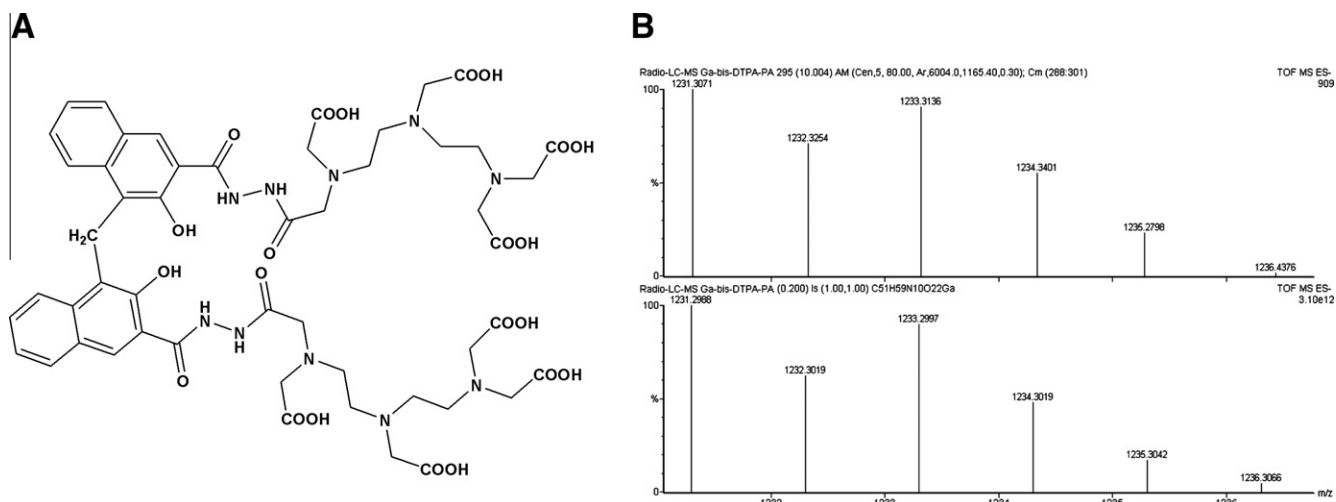 A
B
COOH
COOH
O
N
COOH
N
H
N
NH
N
OH
O
COOH
H2C
OH
O
H
N
N
H
O
N
COOH
N
COOH
COOH
N
COOH
COOH
Radio-LC-MS Ga-bis-DTPA-PA 295 (10.004) AM (Cen,5, 80.00, Ar,6004.0,1165.40,0.30); Cm (288:301)
TOF MS ES-
909
100
1231.3071
1233.3136
1232.3254
%
1234.3401
1235.2798
1236.4376
0
Radio-LC-MS Ga-bis-DTPA-PA (0.200) Is (1.00,1.00) C51H59N10O22Ga
TOF MS ES-
3.10e12
100
1231.2988
1233.2997
1232.3019
%
1234.3019
1235.3042
1236.3066
0
m/z